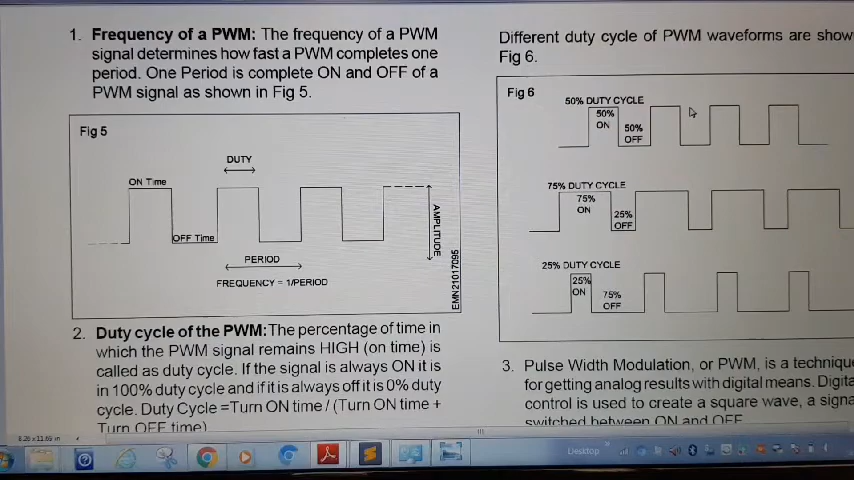 1. Frequency of a PWM: The frequency of a PWM
signal determines how fast a PWM completes one
period. One Period is complete ON and OFF of a
PWM signal as shown in Fig 5.
Fig 5
DUTY
ON Time
OFF Time
AMPLITUDE
PERIOD
FREQUENCY = 1/PERIOD
EMN21017095
2. Duty cycle of the PWM:The percentage of time in
which the PWM signal remains HIGH (on time) is
called as duty cycle. If the signal is always ON it is
in 100% duty cycle and if it is always off it is 0% duty
cycle. Duty Cycle =Turn ON time / (Turn ON time +
Turn OFF time)
Different duty cycle of PWM waveforms are show
Fig 6.
Fig 6
50% DUTY CYCLE
50%
ON
50%
OFF
75% DUTY CYCLE
75%
ON
25%
OFF
25% DUTY CYCLE
25%
ON
75%
OFF
3. Pulse Width Modulation, or PWM, is a technique
for getting analog results with digital means. Digita
control is used to create a square wave, a signa
switched between ON and OFF
8.26 x 11.69 in
Desktop